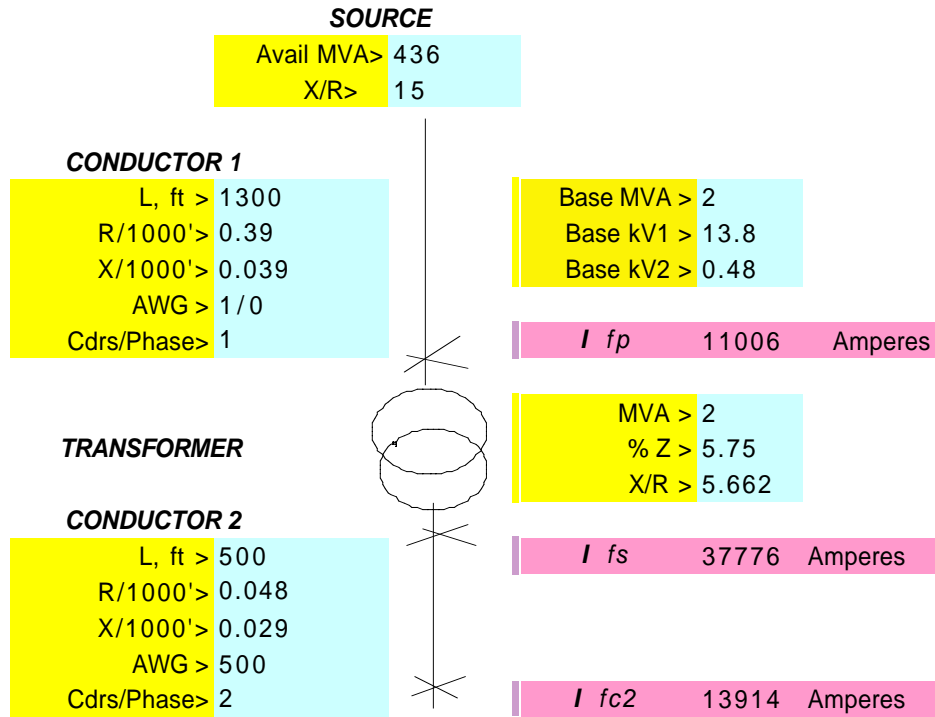 SOURCE
Avail MVA> 436
X/R> 15
CONDUCTOR 1
L, ft > 1300
R/1000'> 0.39
X/1000'> 0.039
AWG > 1/0
Cdrs/Phase> 1
Base MVA > 2
Base kV1 > 13.8
Base kV2 > 0.48
I fp 11006 Amperes
TRANSFORMER
MVA > 2
% Z > 5.75
X/R > 5.662
CONDUCTOR 2
L, ft > 500
R/1000'> 0.048
X/1000'> 0.029
AWG > 500
Cdrs/Phase> 2
I fs 37776 Amperes
I fc2 13914 Amperes